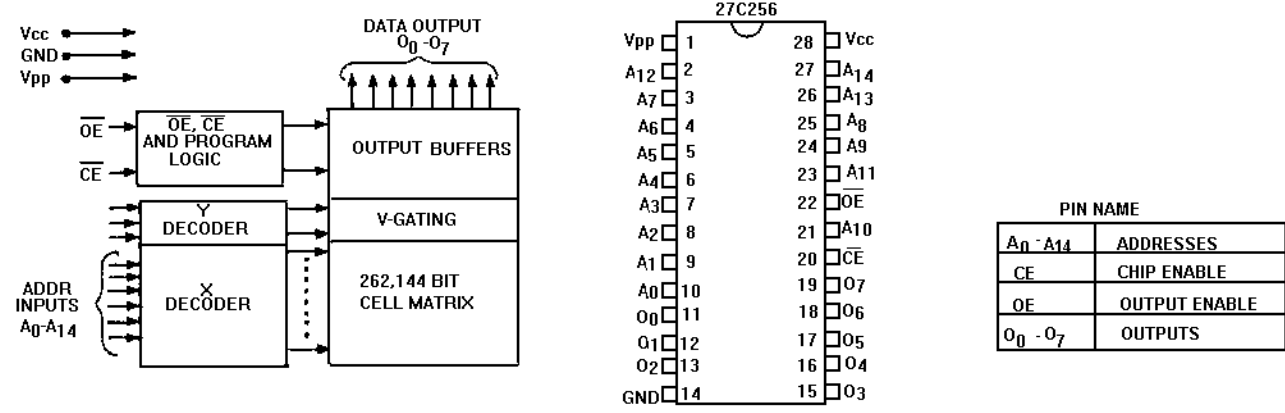 Vcc
GND
Vpp
DATA OUTPUT
O0 -O7
OE
CE
OE, CE
AND PROGRAM
LOGIC
OUTPUT BUFFERS
Y
DECODER
V-GATING
X
DECODER
262,144 BIT
CELL MATRIX
ADDR
INPUTS
A0-A14
27C256
Vpp 1 28 Vcc
A12 2 27 A14
A7 3 26 A13
A6 4 25 A8
A5 5 24 A9
A4 6 23 A11
A3 7 22 OE
A2 8 21 A10
A1 9 20 CE
A0 10 19 O7
O0 11 18 O6
O1 12 17 O5
O2 13 16 O4
GND 14 15 O3
PIN NAME
A0 - A14 ADDRESSES
CE CHIP ENABLE
OE OUTPUT ENABLE
O0 - O7 OUTPUTS